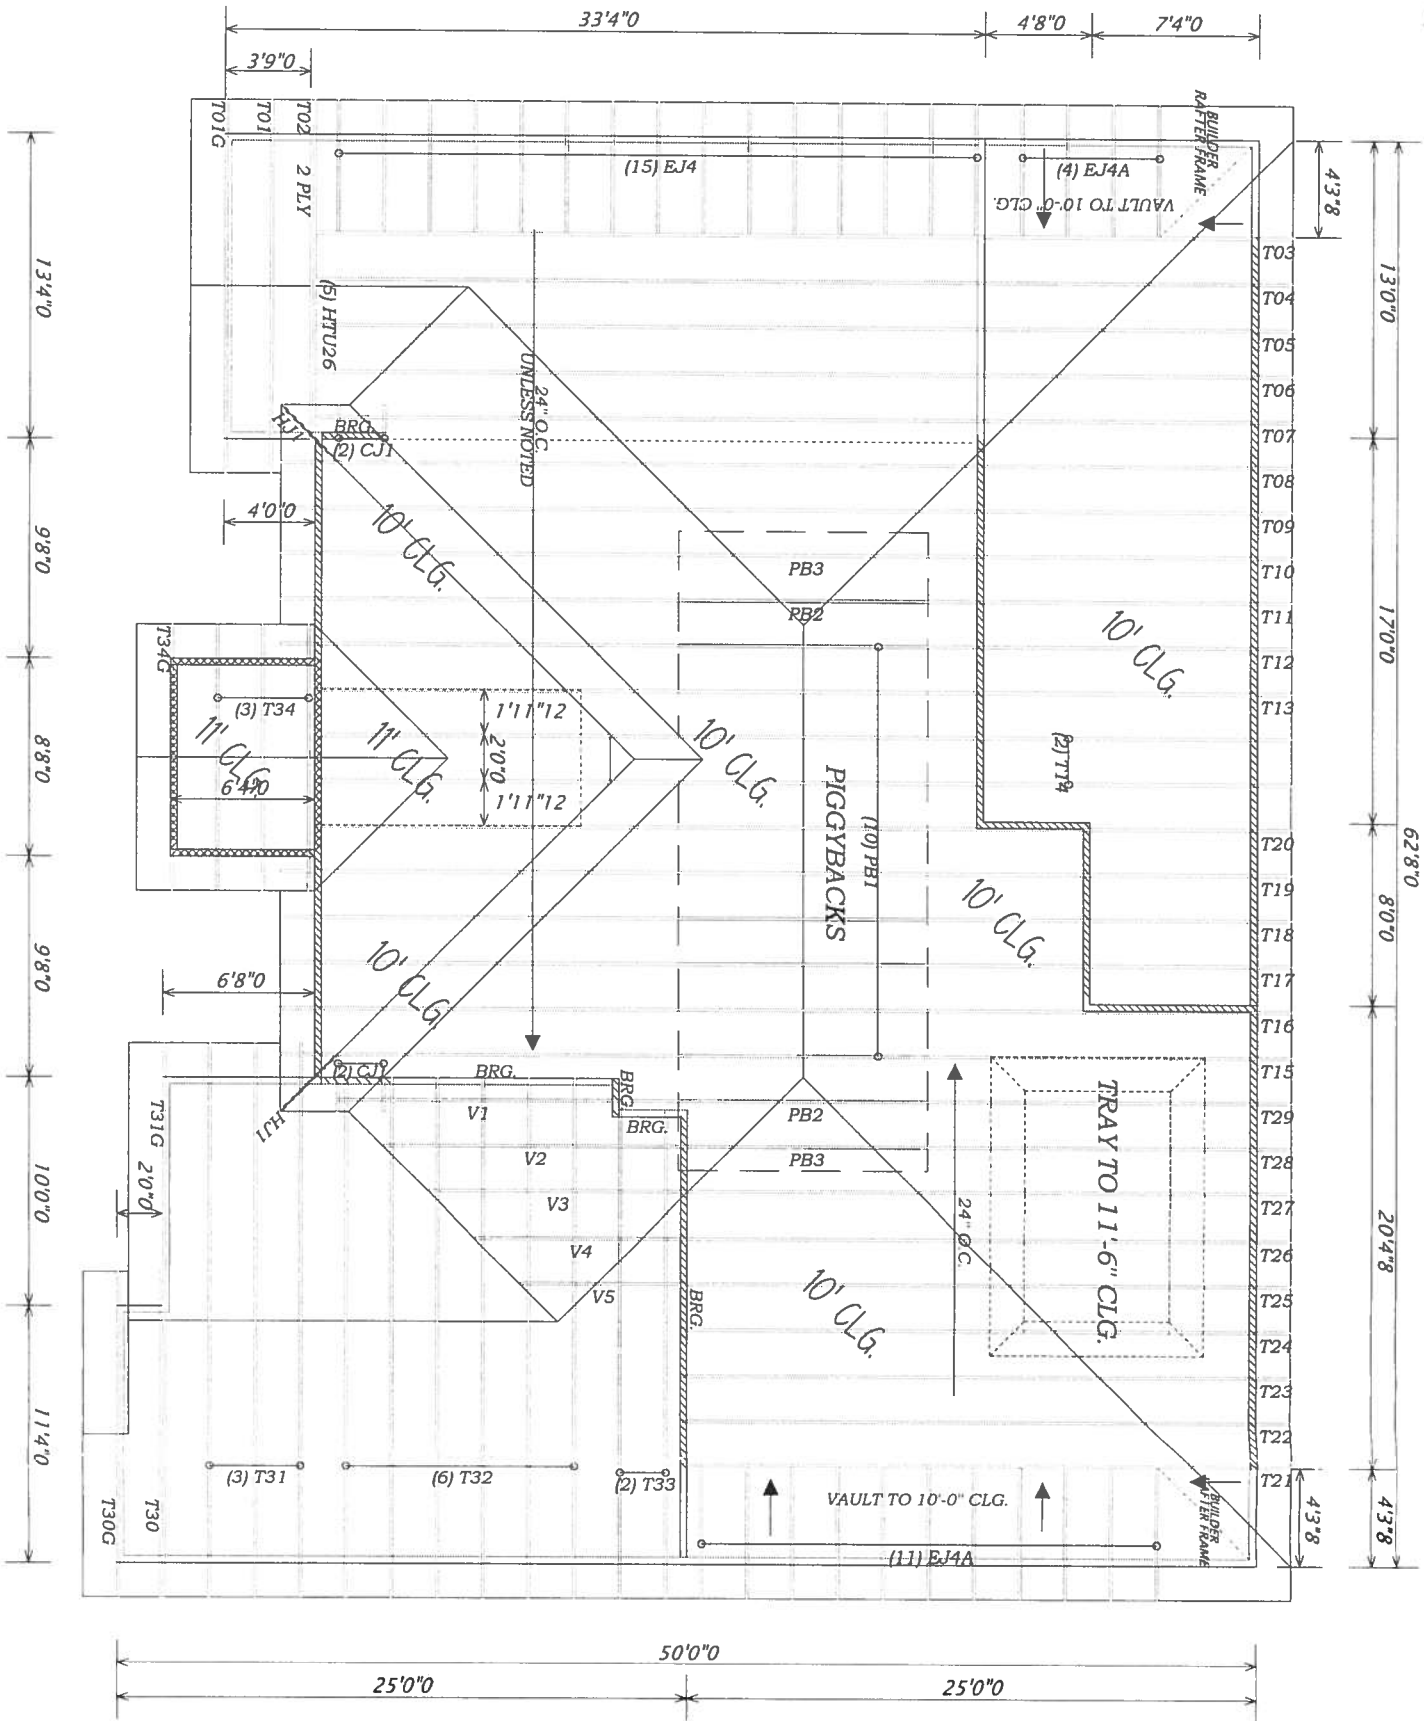 33'4"0
4'8"0
7'4"0
3'9"0
T01G
T01
T02
2 PLY
(15) EJ4
(4) EJ4A
VAULT TO 10'-0" CLG.
BUILDER
RAFTER FRAME
4'3"8
13'4"0
9'8"0
8'8"0
9'8"0
10'0"0
11'4"0
13'0"0
17'0"0
8'0"0
20'4"8
4'3"8
62'8"0
T03
T04
T05
T06
T07
T08
T09
T10
T11
T12
T13
T20
T19
T18
T17
T16
T15
T29
T28
T27
T26
T25
T24
T23
T22
T21
(5) HTU26
24" O.C.
UNLESS NOTED
HJ1
BRG.
(2) CJ1
4'0"0
10' CLG.
PB3
PB2
10' CLG.
T34G
(3) T34
11' CLG.
6'4"0
11' CLG.
1'11"12
2'0"0
1'11"12
10' CLG.
PIGGYBACKS
(10) PB1
(2) T14
10' CLG.
10' CLG.
6'8"0
(2) CJ1
BRG.
BRG.
BRG.
HJ1
T31G
2'0"0
V1
V2
V3
V4
V5
PB2
PB3
BRG.
24" O.C.
TRAY TO 11'-6" CLG.
10' CLG.
(3) T31
(6) T32
(2) T33
VAULT TO 10'-0" CLG.
(11) EJ4A
BUILDER
RAFTER FRAME
4'3"8
T30G
T30
50'0"0
25'0"0
25'0"0